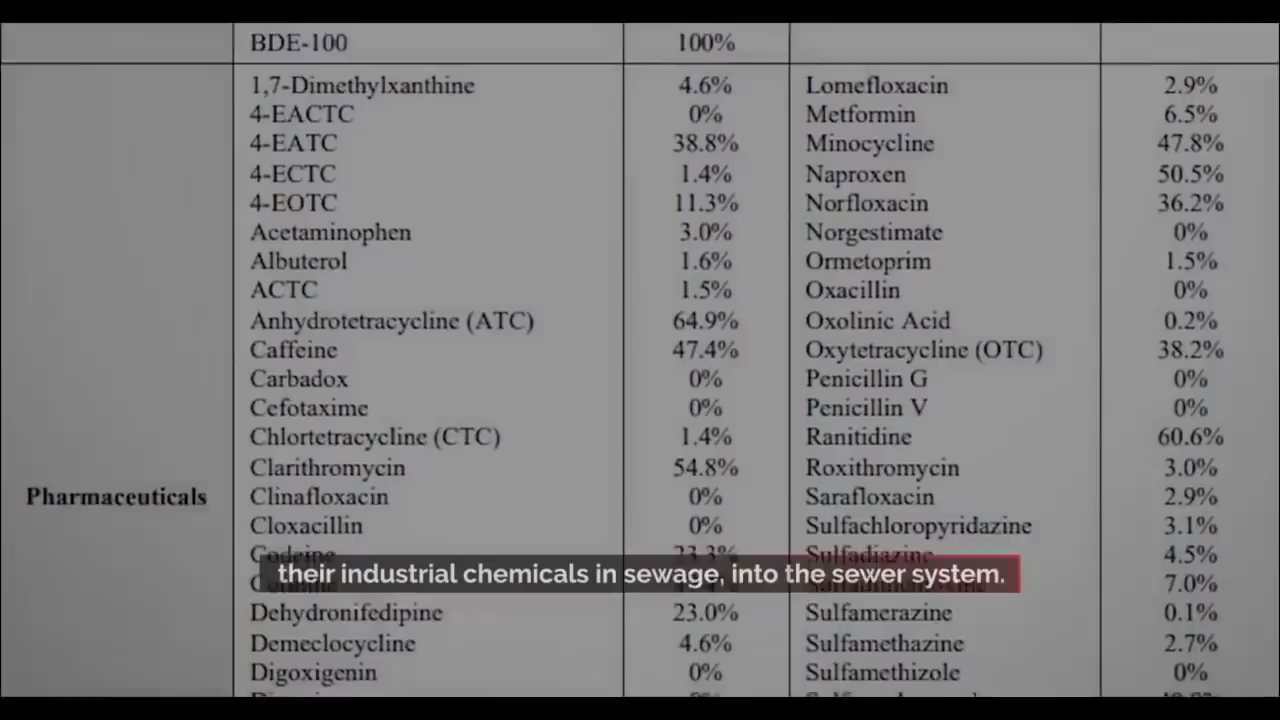 BDE-100 100%
1,7-Dimethylxanthine 4.6% Lomefloxacin 2.9%
4-EACTC 0% Metformin 6.5%
4-EATC 38.8% Minocycline 47.8%
4-ECTC 1.4% Naproxen 50.5%
4-EOTC 11.3% Norfloxacin 36.2%
Acetaminophen 3.0% Norgestimate 0%
Albuterol 1.6% Ormetoprim 1.5%
ACTC 1.5% Oxacillin 0%
Anhydrotetracycline (ATC) 64.9% Oxolinic Acid 0.2%
Caffeine 47.4% Oxytetracycline (OTC) 38.2%
Carbadox 0% Penicillin G 0%
Cefotaxime 0% Penicillin V 0%
Chlortetracycline (CTC) 1.4% Ranitidine 60.6%
Clarithromycin 54.8% Roxithromycin 3.0%
Pharmaceuticals Clinafloxacin 0% Sarafloxacin 2.9%
Cloxacillin 0% Sulfachloropyridazine 3.1%
Codeine 23.3% Sulfadiazine 4.5%
their industrial chemicals in sewage, into the sewer system.
7.0%
Dehydronifedipine 23.0% Sulfamerazine 0.1%
Demeclocycline 4.6% Sulfamethazine 2.7%
Digoxigenin 0% Sulfamethizole 0%